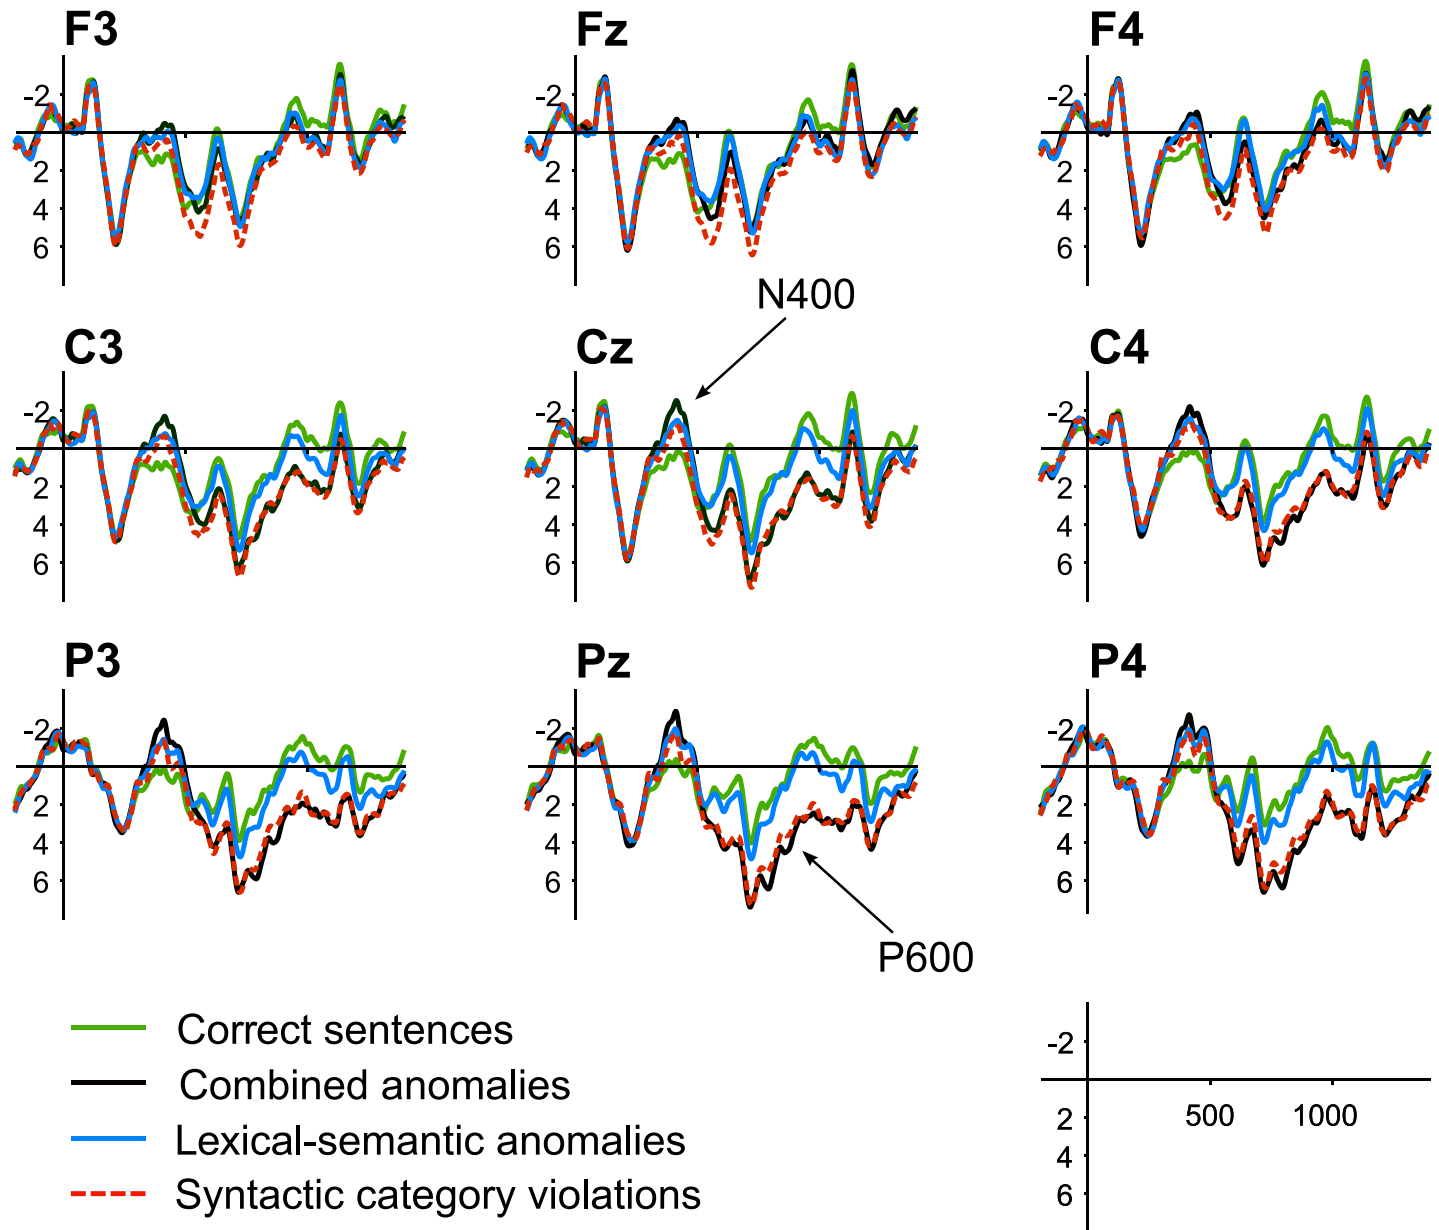 F3 Fz F4
-2 -2 -2
2 2 2
4 4 4
6 6 6
N400
C3 Cz C4
-2 -2 -2
2 2 2
4 4 4
6 6 6
P3 Pz P4
-2 -2 -2
2 2 2
4 4 4
6 6 6
P600
Correct sentences
-2
Combined anomalies
2 500 1000
Lexical-semantic anomalies
4
Syntactic category violations
6